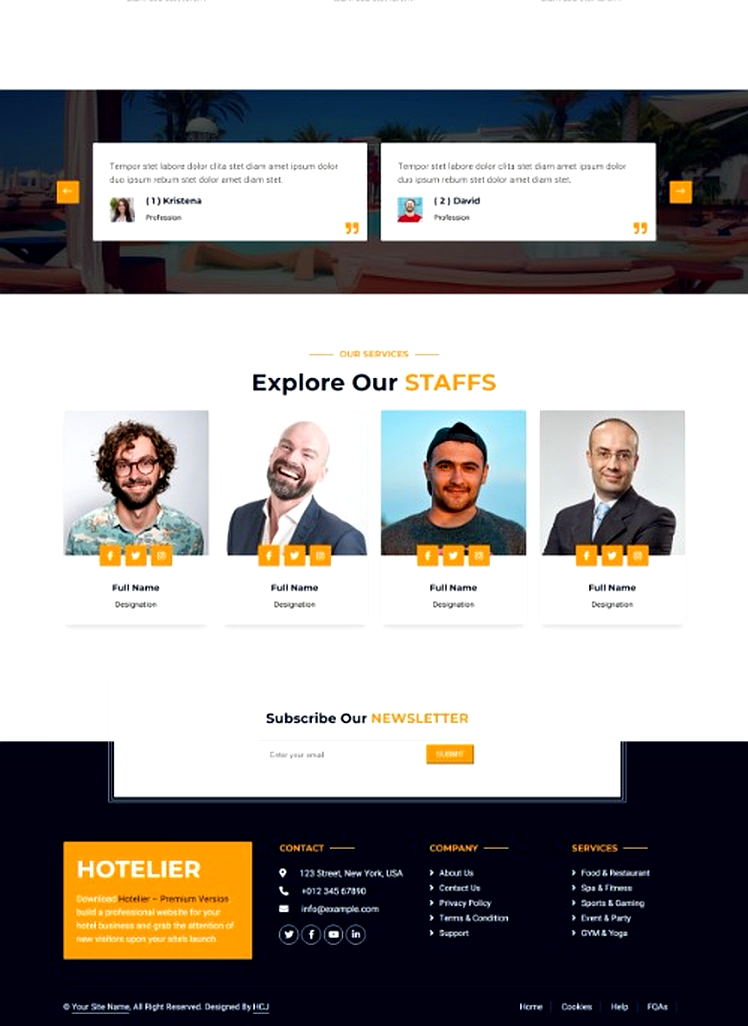 Tempor stet labore dolor clita stet diam amet ipsum dolor
duo ipsum rebum stet dolor amet diam stet.
( 1 ) Kristena
Profession
Tempor stet labore dolor clita stet diam amet ipsum dolor
duo ipsum rebum stet dolor amet diam stet.
( 2 ) David
Profession
OUR SERVICES
Explore Our STAFFS
Full Name
Designation
Full Name
Designation
Full Name
Designation
Full Name
Designation
Subscribe Our NEWSLETTER
Enter your email
SUBMIT
HOTELIER
Download Hotelier – Premium Version,
build a professional website for your
hotel business and grab the attention of
new visitors upon your site's launch.
CONTACT
123 Street, New York, USA
+012 345 67890
info@example.com
COMPANY
About Us
Contact Us
Privacy Policy
Terms & Condition
Support
SERVICES
Food & Restaurant
Spa & Fitness
Sports & Gaming
Event & Party
GYM & Yoga
© Your Site Name, All Right Reserved. Designed By HCJ
Home
Cookies
Help
FQAs